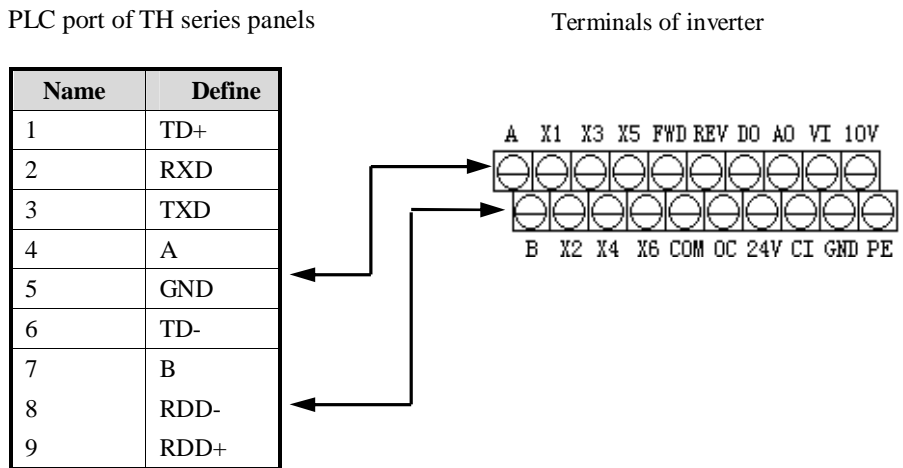 PLC port of TH series panels
Terminals of inverter
Name Define
1 TD+
2 RXD
3 TXD
4 A
5 GND
6 TD-
7 B
8 RDD-
9 RDD+
A X1 X3 X5 FWD REV DO AO VI 10V
B X2 X4 X6 COM OC 24V CI GND PE